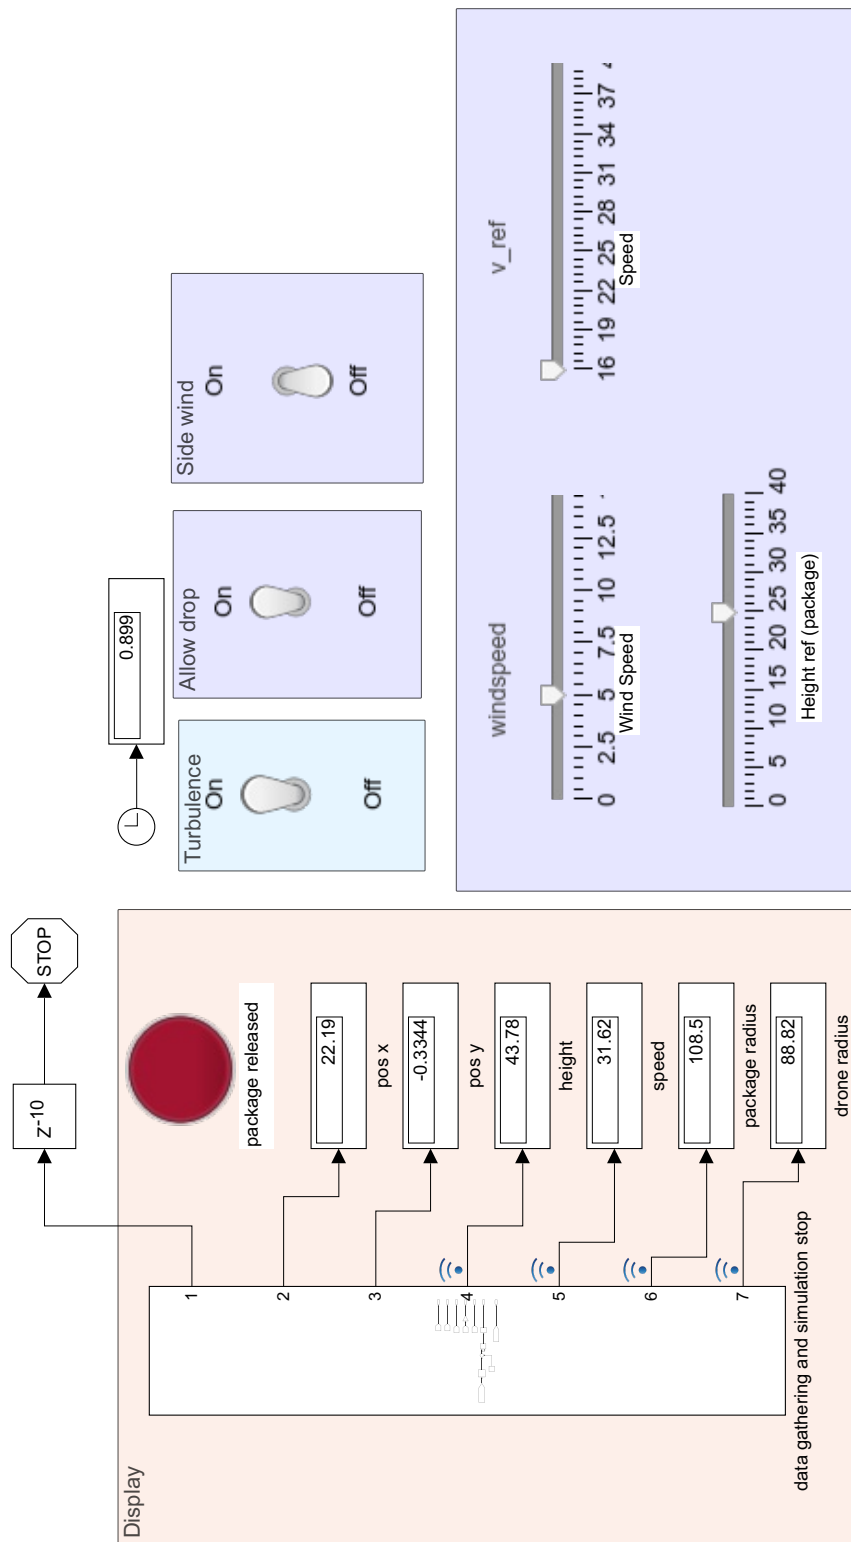 Display
1
2
3
4
5
6
7
data gathering and simulation stop
z-10
STOP
package released
22.19
pos x
-0.3344
pos y
43.78
height
31.62
speed
108.5
package radius
88.82
drone radius
0.899
Turbulence
On
Off
Allow drop
On
Off
Side wind
On
Off
windspeed
0 2.5 5 7.5 10 12.5
Wind Speed
v_ref
16 19 22 25 28 31 34 37
Speed
0 5 10 15 20 25 30 35 40
Height ref (package)